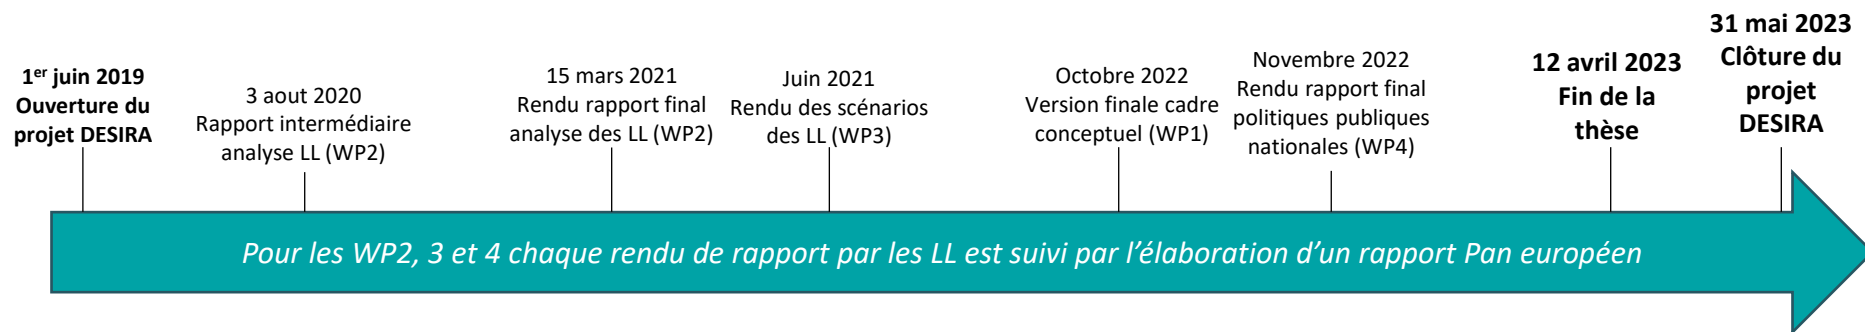 1er juin 2019
Ouverture du
projet DESIRA
3 aout 2020
Rapport intermédiaire
analyse LL (WP2)
15 mars 2021
Rendu rapport final
analyse des LL (WP2)
Juin 2021
Rendu des scénarios
des LL (WP3)
Octobre 2022
Version finale cadre
conceptuel (WP1)
Novembre 2022
Rendu rapport final
politiques publiques
nationales (WP4)
12 avril 2023
Fin de la
thèse
31 mai 2023
Clôture du
projet
DESIRA
Pour les WP2, 3 et 4 chaque rendu de rapport par les LL est suivi par l’élaboration d’un rapport Pan européen